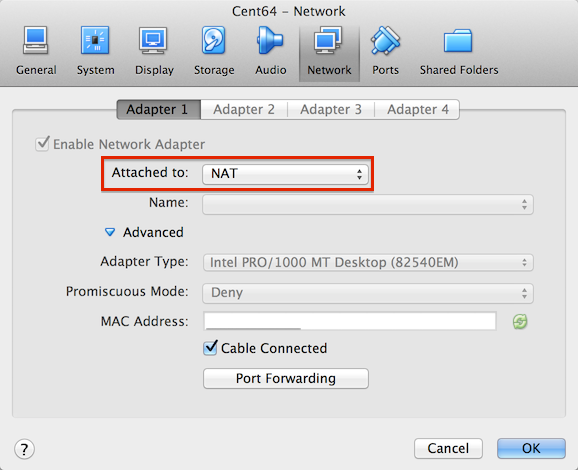 Cent64 – Network
General System Display Storage Audio Network Ports Shared Folders
Adapter 1 Adapter 2 Adapter 3 Adapter 4
Enable Network Adapter
Attached to: NAT
Name:
Advanced
Adapter Type: Intel PRO/1000 MT Desktop (82540EM)
Promiscuous Mode: Deny
MAC Address:
Cable Connected
Port Forwarding
? Cancel OK